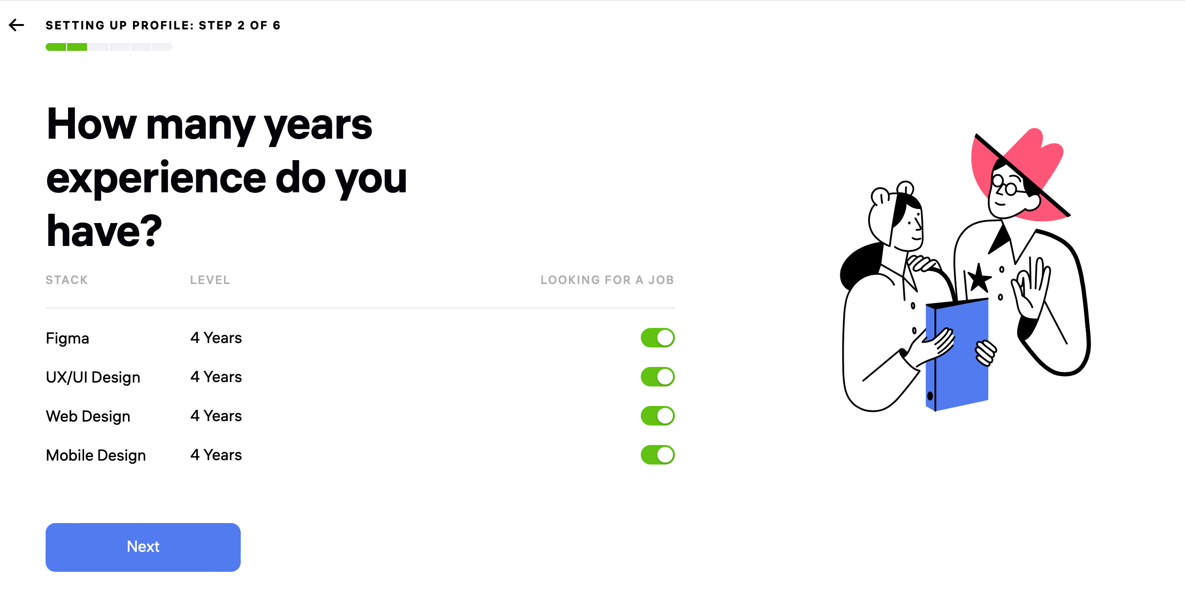 SETTING UP PROFILE: STEP 2 OF 6
How many years
experience do you
have?
STACK LEVEL LOOKING FOR A JOB
Figma 4 Years
UX/UI Design 4 Years
Web Design 4 Years
Mobile Design 4 Years
Next